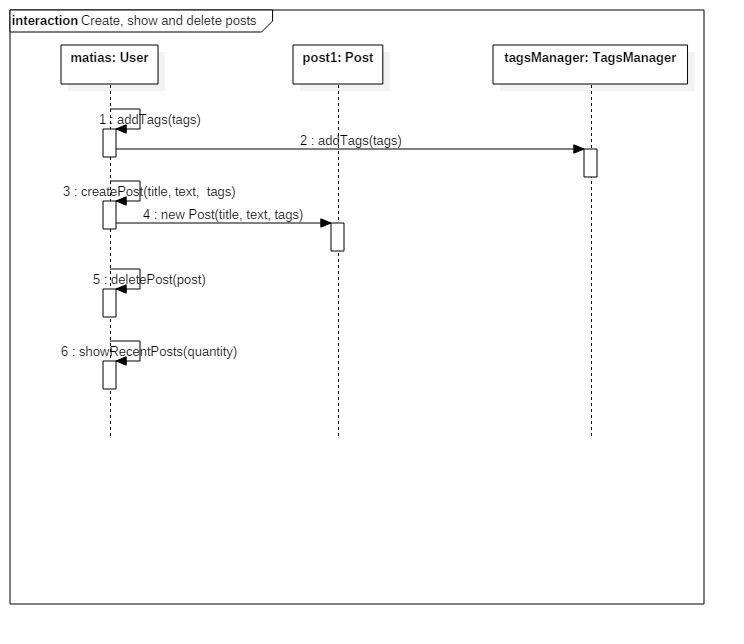 interaction Create, show and delete posts
matias: User
post1: Post
tagsManager: TagsManager
1 : addTags(tags)
2 : addTags(tags)
3 : createPost(title, text,  tags)
4 : new Post(title, text, tags)
5 : deletePost(post)
6 : showRecentPosts(quantity)